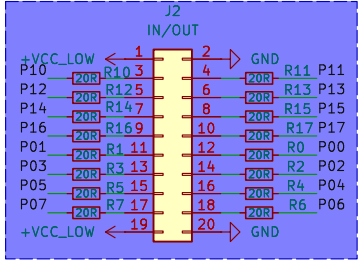 J2
IN/OUT
+VCC_LOW 1 2 GND
P10 20R R10 3 4 20R R11 P11
P12 20R R12 5 6 20R R13 P13
P14 20R R14 7 8 20R R15 P15
P16 20R R16 9 10 20R R17 P17
P01 20R R1 11 12 20R R0 P00
P03 20R R3 13 14 20R R2 P02
P05 20R R5 15 16 20R R4 P04
P07 20R R7 17 18 20R R6 P06
+VCC_LOW 19 20 GND